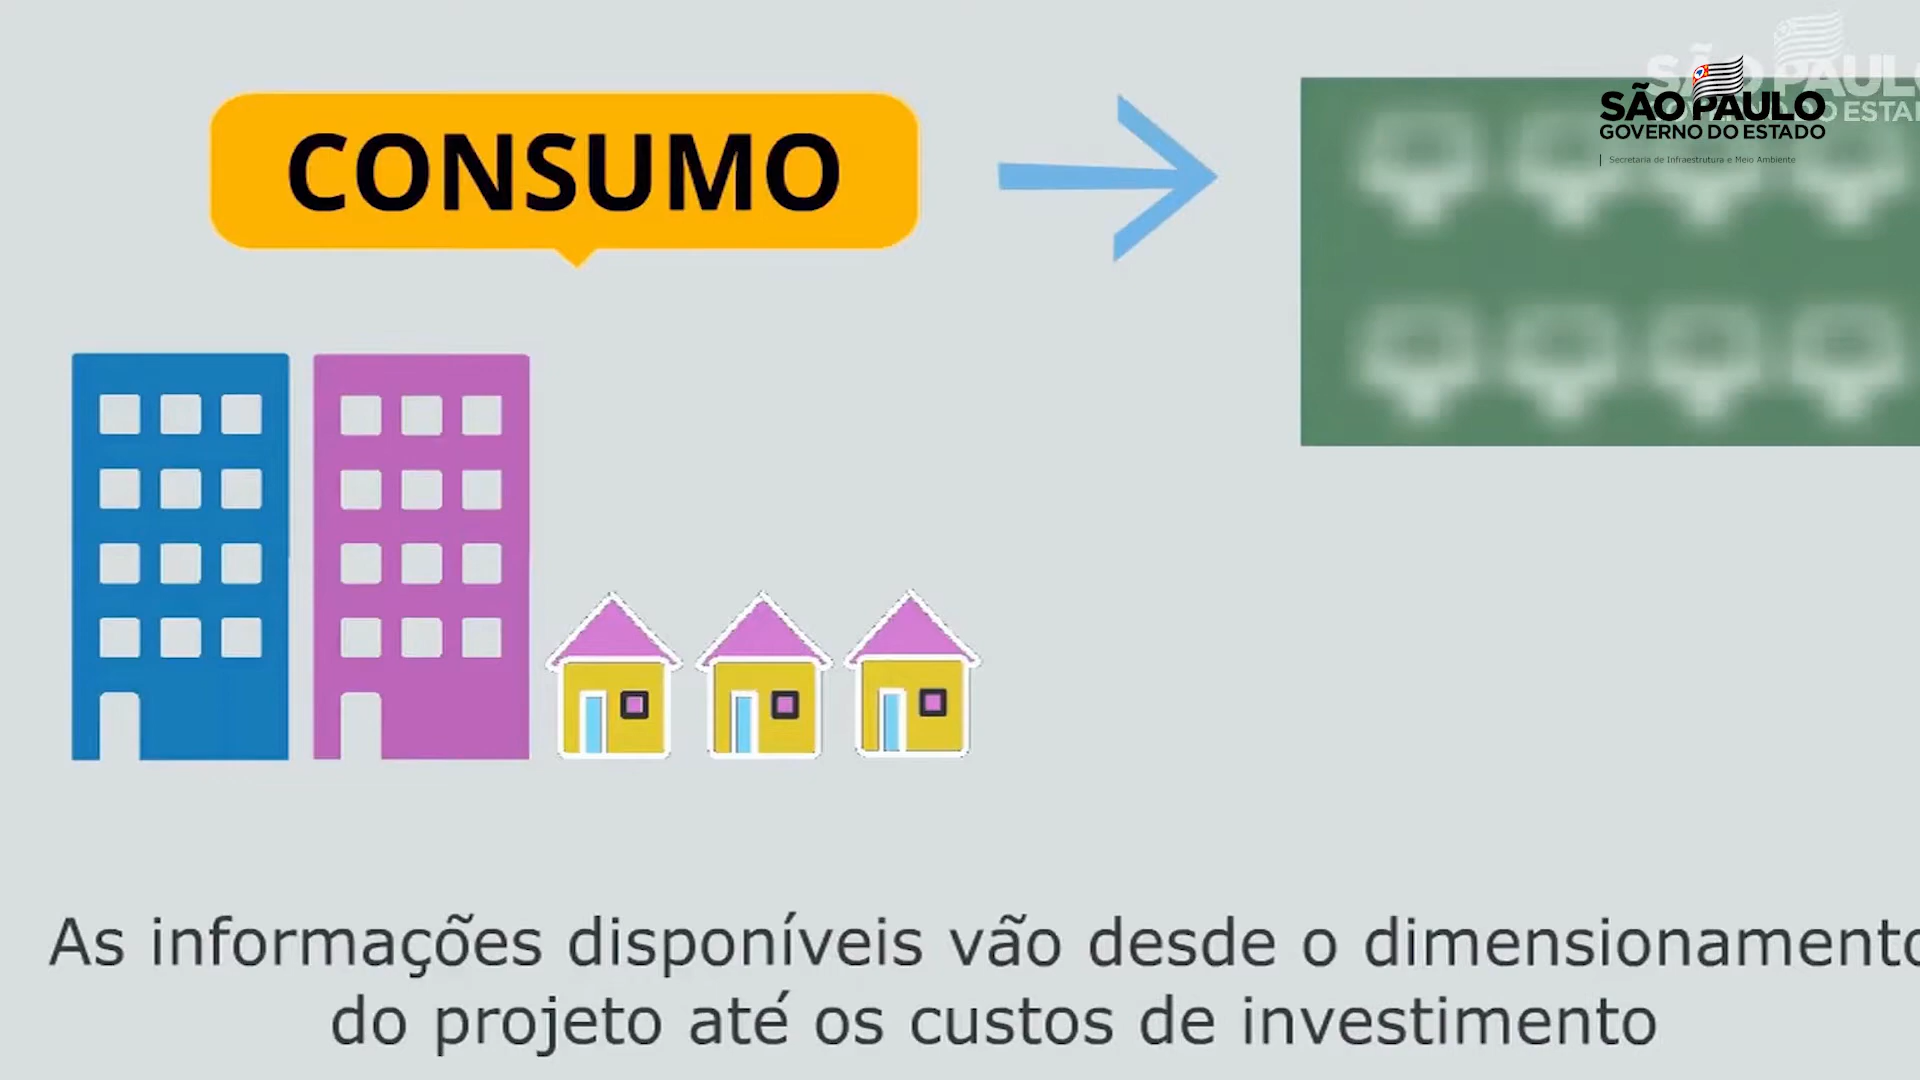 CONSUMO
SÃO PAULO
GOVERNO DO ESTADO
Secretaria de Infraestrutura e Meio Ambiente
As informações disponíveis vão desde o dimensionamento
do projeto até os custos de investimento